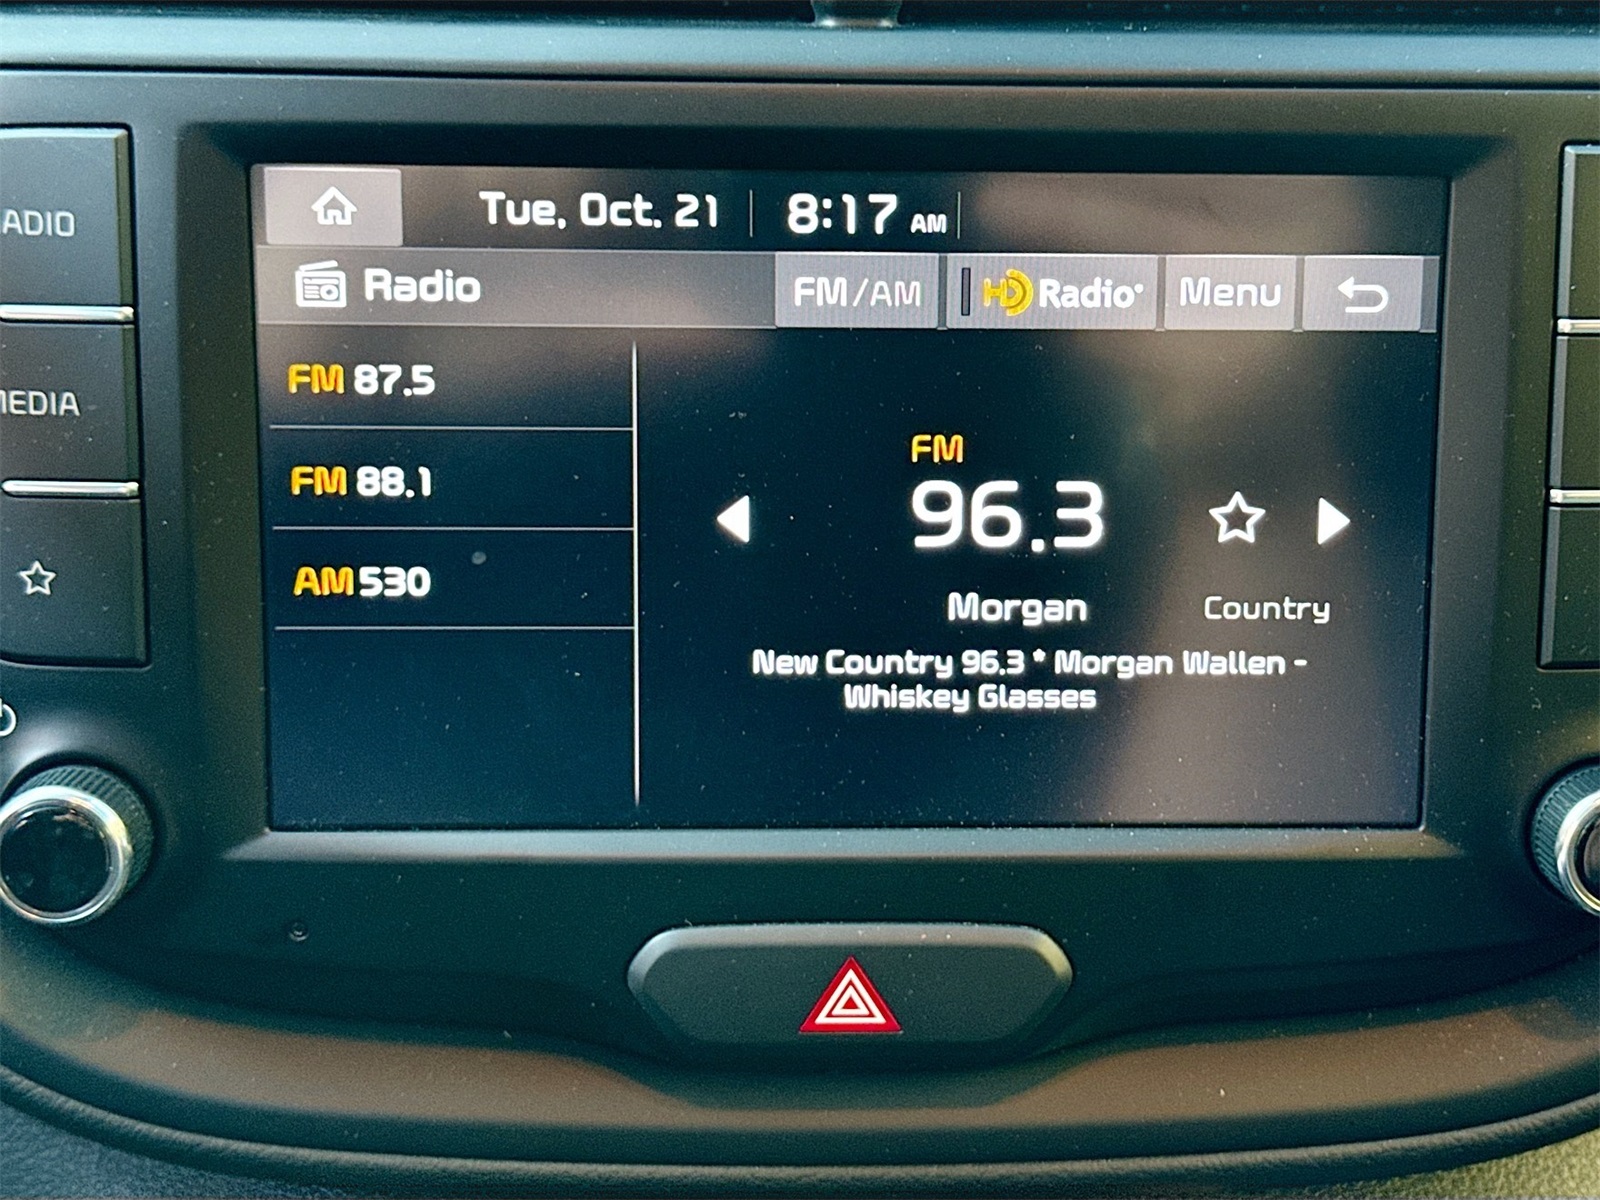 Tue, Oct. 21 8:17 AM
Radio FM/AM HD Radio Menu
FM 87.5
FM 88.1
AM 530
FM
96.3
Morgan Country
New Country 96.3 * Morgan Wallen -
Whiskey Glasses
ADIO
MEDIA